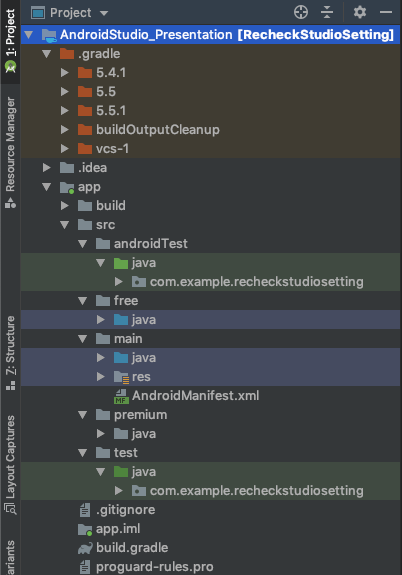 Project
AndroidStudio_Presentation [RecheckStudioSetting]
.gradle
5.4.1
5.5
5.5.1
buildOutputCleanup
vcs-1
.idea
app
build
src
androidTest
java
com.example.recheckstudiosetting
free
java
main
java
res
AndroidManifest.xml
premium
java
test
java
com.example.recheckstudiosetting
.gitignore
app.iml
build.gradle
proguard-rules.pro
1: Project
Resource Manager
Z: Structure
Layout Captures
ariants